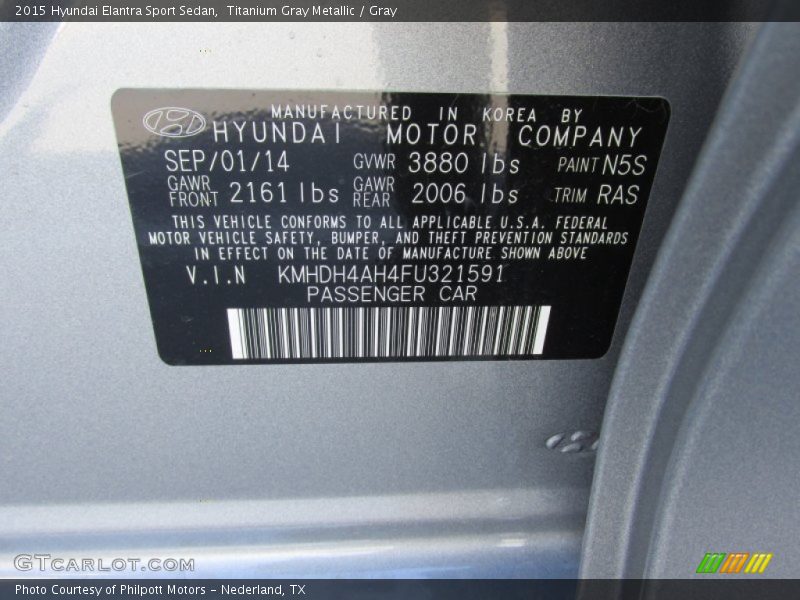 2015 Hyundai Elantra Sport Sedan,  Titanium Gray Metallic / Gray
MANUFACTURED IN KOREA BY
HYUNDAI MOTOR COMPANY
SEP/01/14 GVWR 3880 lbs PAINT N5S
GAWR FRONT 2161 lbs GAWR REAR 2006 lbs TRIM RAS
THIS VEHICLE CONFORMS TO ALL APPLICABLE U.S.A. FEDERAL
MOTOR VEHICLE SAFETY, BUMPER, AND THEFT PREVENTION STANDARDS
IN EFFECT ON THE DATE OF MANUFACTURE SHOWN ABOVE
V.I.N KMHDH4AH4FU321591
PASSENGER CAR
GTCARLOT.COM
Photo Courtesy of Philpott Motors - Nederland, TX